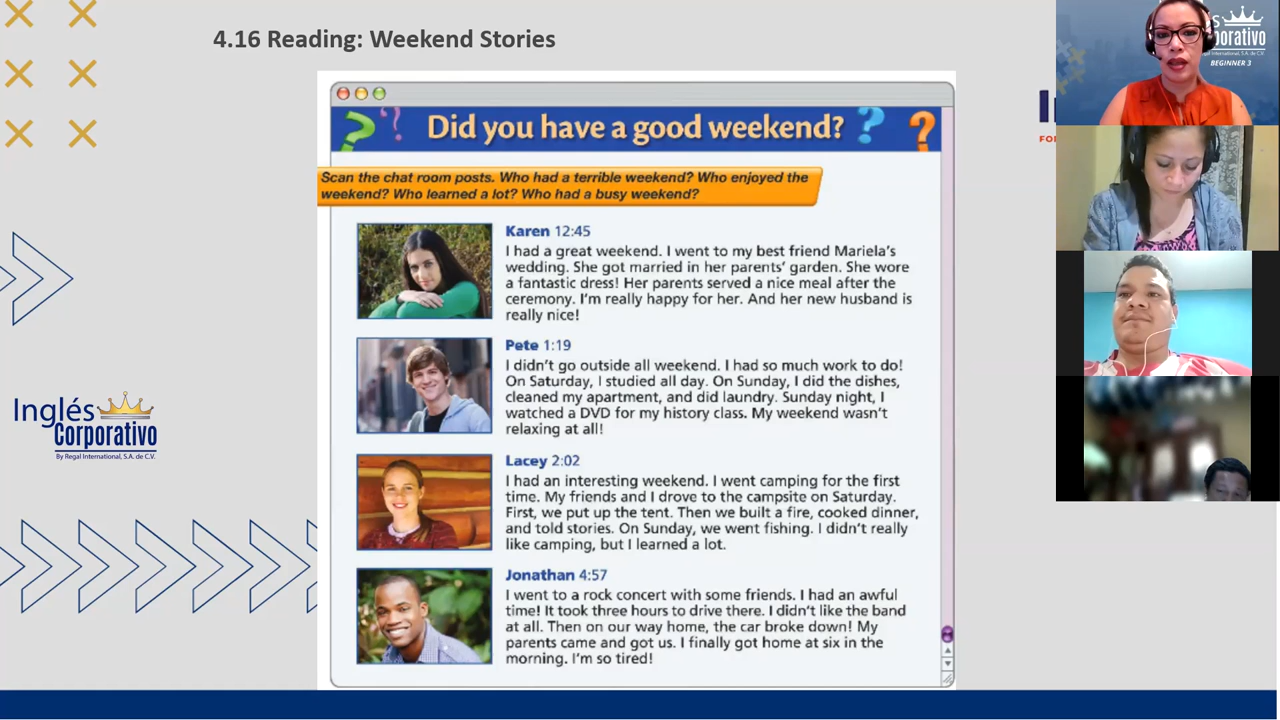 4.16 Reading: Weekend Stories
Did you have a good weekend?
Scan the chat room posts. Who had a terrible weekend? Who enjoyed the
weekend? Who learned a lot? Who had a busy weekend?
Karen 12:45
I had a great weekend. I went to my best friend Mariela's
wedding. She got married in her parents' garden. She wore
a fantastic dress! Her parents served a nice meal after the
ceremony. I'm really happy for her. And her new husband is
really nice!
Pete 1:19
I didn't go outside all weekend. I had so much work to do!
On Saturday, I studied all day. On Sunday, I did the dishes,
cleaned my apartment, and did laundry. Sunday night, I
watched a DVD for my history class. My weekend wasn't
relaxing at all!
Lacey 2:02
I had an interesting weekend. I went camping for the first
time. My friends and I drove to the campsite on Saturday.
First, we put up the tent. Then we built a fire, cooked dinner,
and told stories. On Sunday, we went fishing. I didn't really
like camping, but I learned a lot.
Jonathan 4:57
I went to a rock concert with some friends. I had an awful
time! It took three hours to drive there. I didn't like the band
at all. Then on our way home, the car broke down! My
parents came and got us. I finally got home at six in the
morning. I'm so tired!
Inglés
Corporativo
By Regal International, S.A. de C.V.
BEGINNER 3